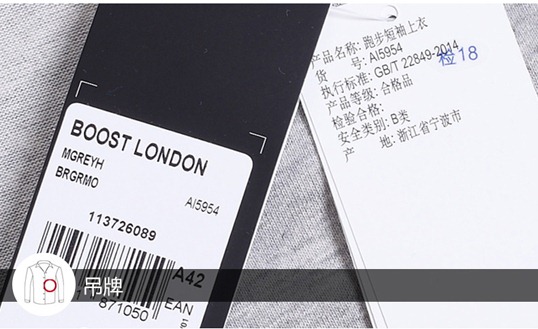 BOOST LONDON
MGREYH
BRGRMO
AI5954
113726089
A42
871050
EAN
产品名称: 跑步短袖上衣
货 号: AI5954
执行标准: GB/T 22849-2014
检18
产品等级: 合格品
检验合格:
安全类别: B类
产 地: 浙江省宁波市
吊牌